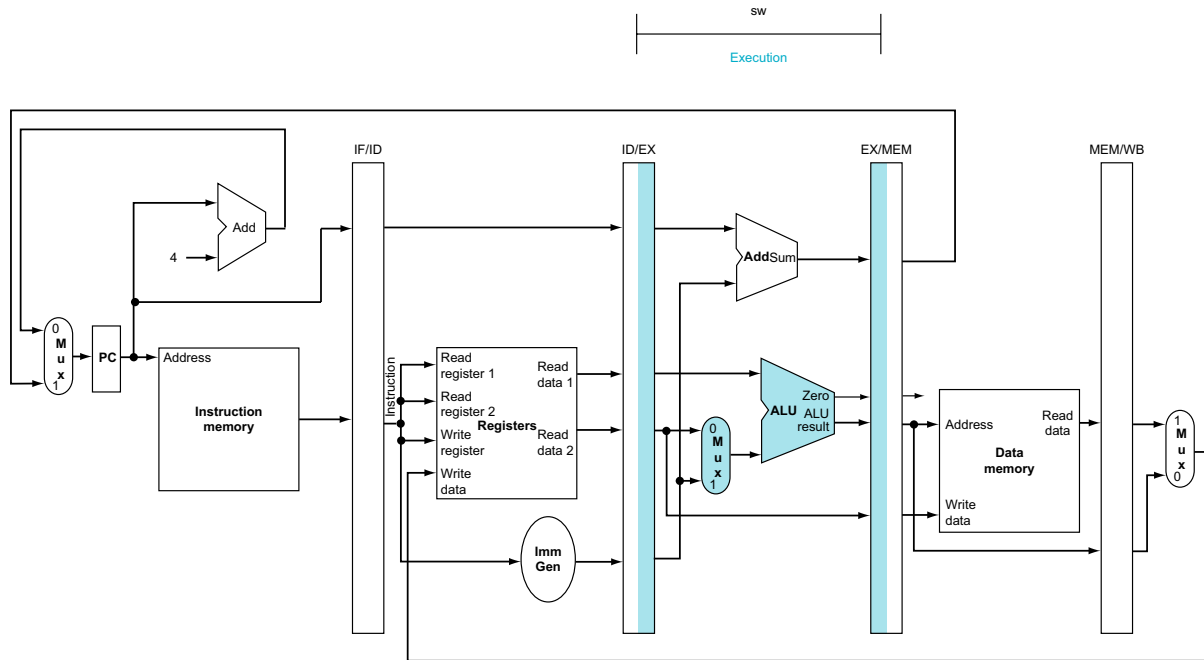 sw
Execution
IF/ID
ID/EX
EX/MEM
MEM/WB
Add
4
Add Sum
0
M
u
x
1
PC
Address
Instruction
memory
Instruction
Read
register 1
Read
register 2
Write
register
Write
data
Registers
Read
data 1
Read
data 2
Imm
Gen
0
M
u
x
1
ALU
Zero
ALU
result
Address
Read
data
Data
memory
Write
data
1
M
u
x
0